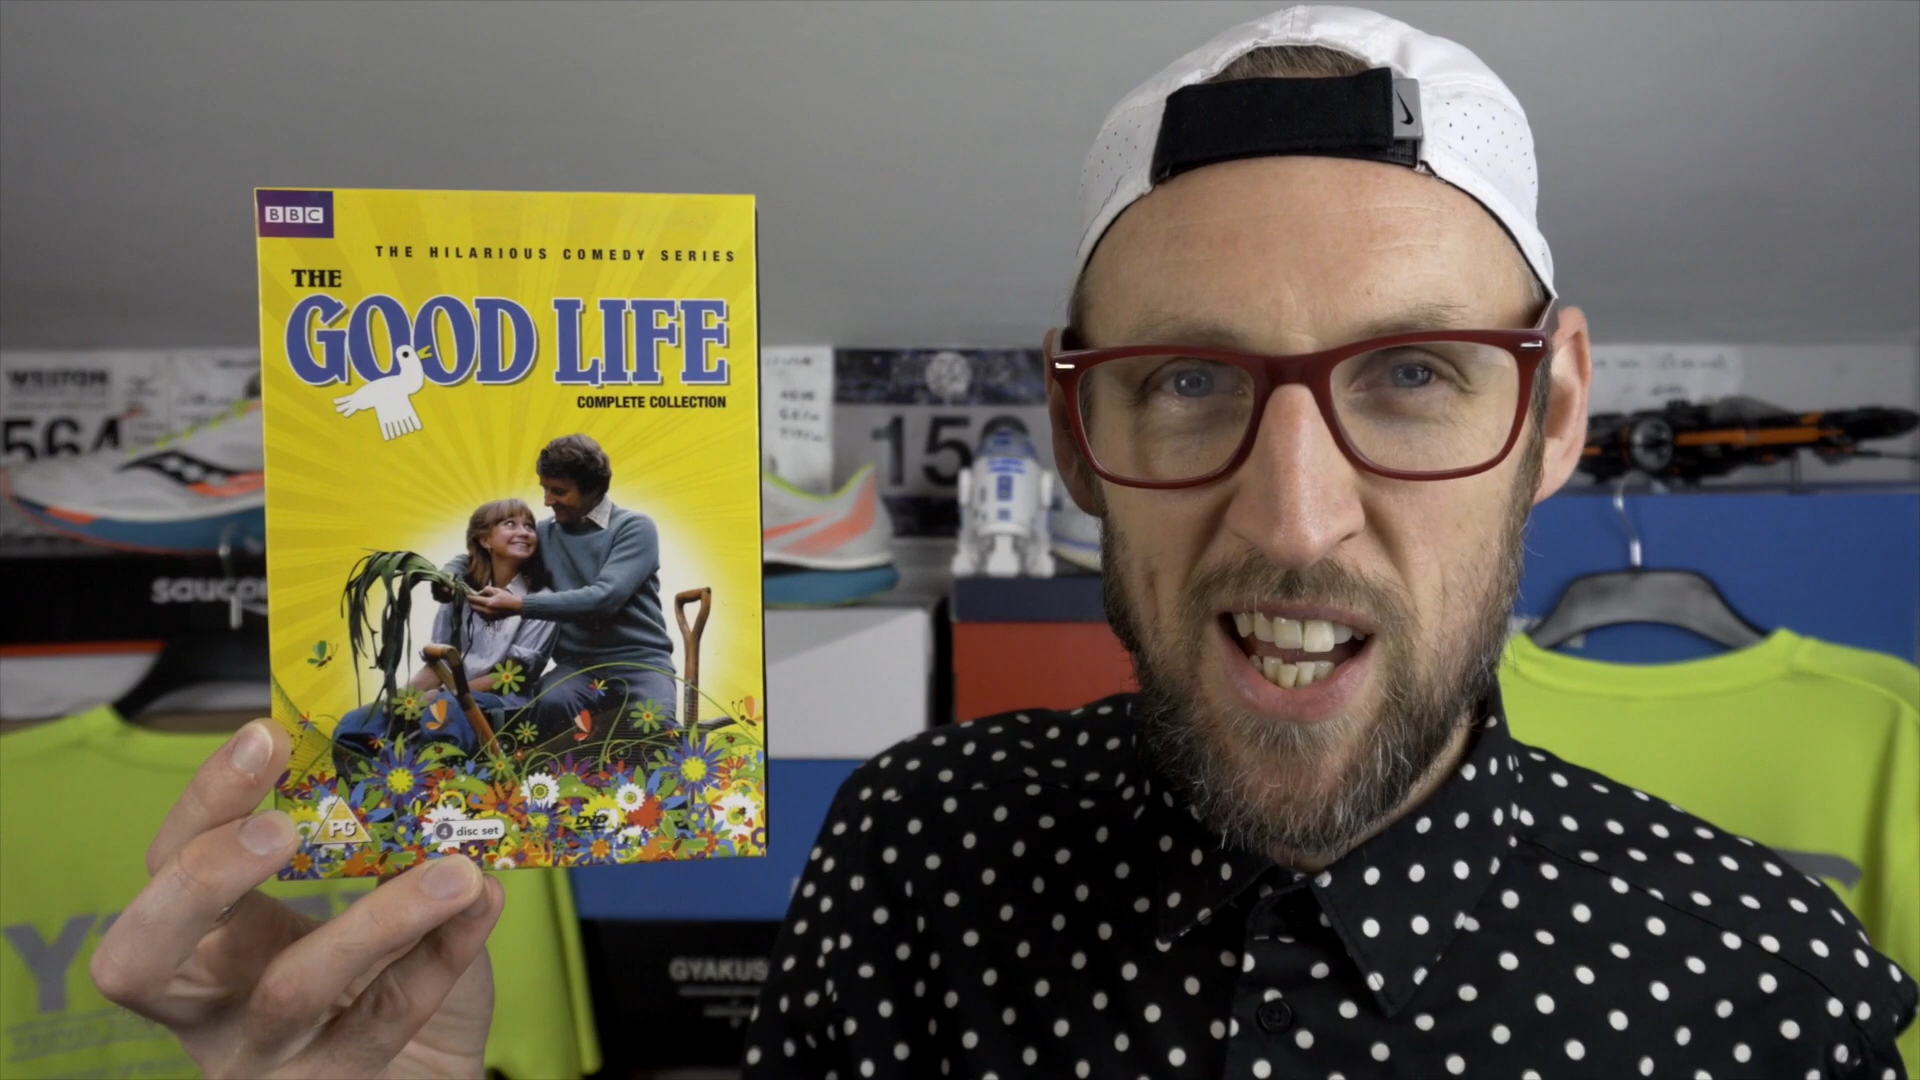 BBC
THE HILARIOUS COMEDY SERIES
THE
GOOD LIFE
COMPLETE COLLECTION
WESTON
564
15
saucon
PG
4 disc set
DVD
GYAKUS